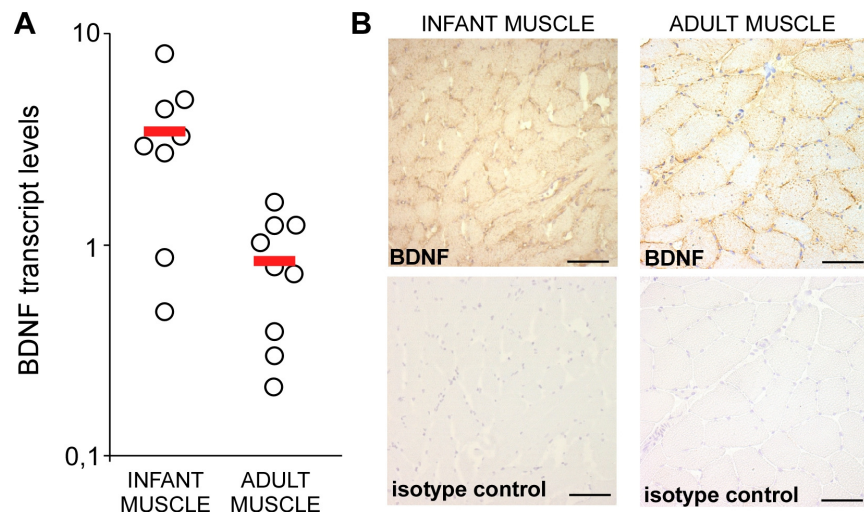 A
BDNF transcript levels
10
1
0,1
INFANT
MUSCLE
ADULT
MUSCLE
B
INFANT MUSCLE
ADULT MUSCLE
BDNF
BDNF
isotype control
isotype control